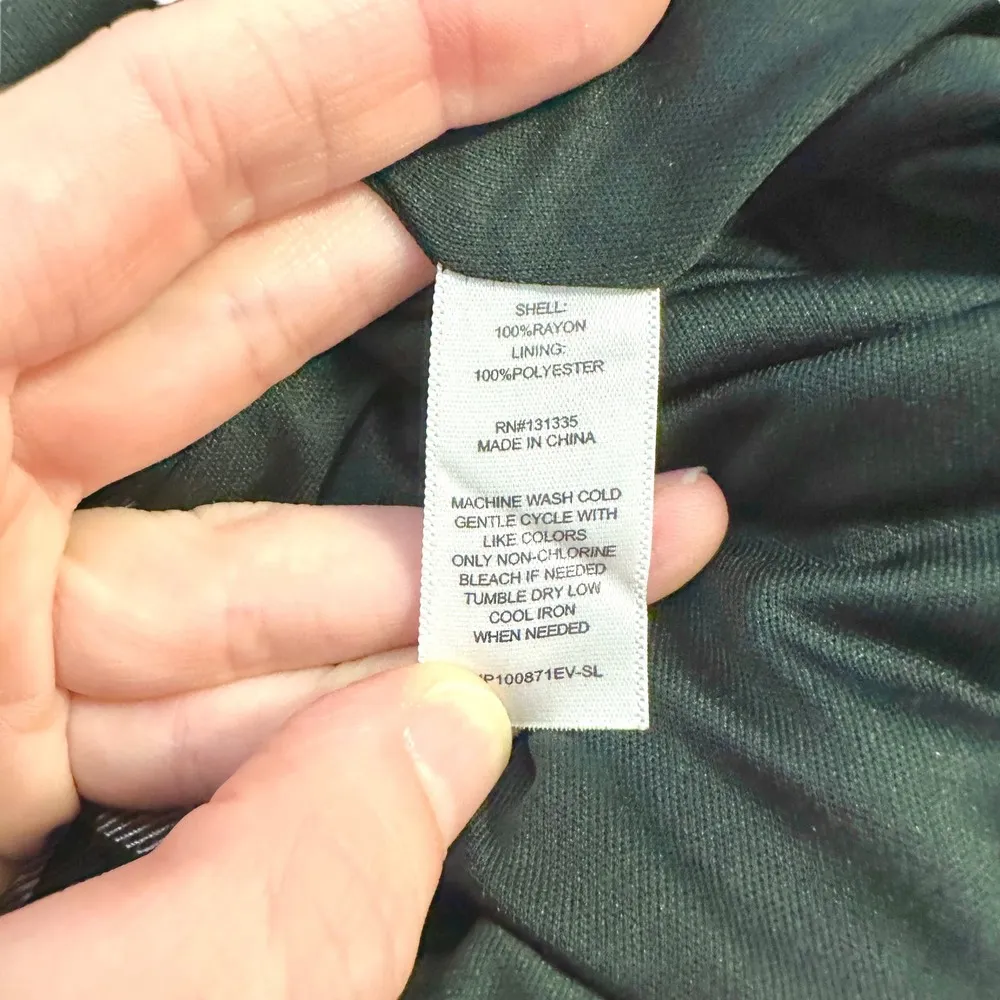 SHELL:
100%RAYON
LINING:
100%POLYESTER
RN#131335
MADE IN CHINA
MACHINE WASH COLD
GENTLE CYCLE WITH
LIKE COLORS
ONLY NON-CHLORINE
BLEACH IF NEEDED
TUMBLE DRY LOW
COOL IRON
WHEN NEEDED